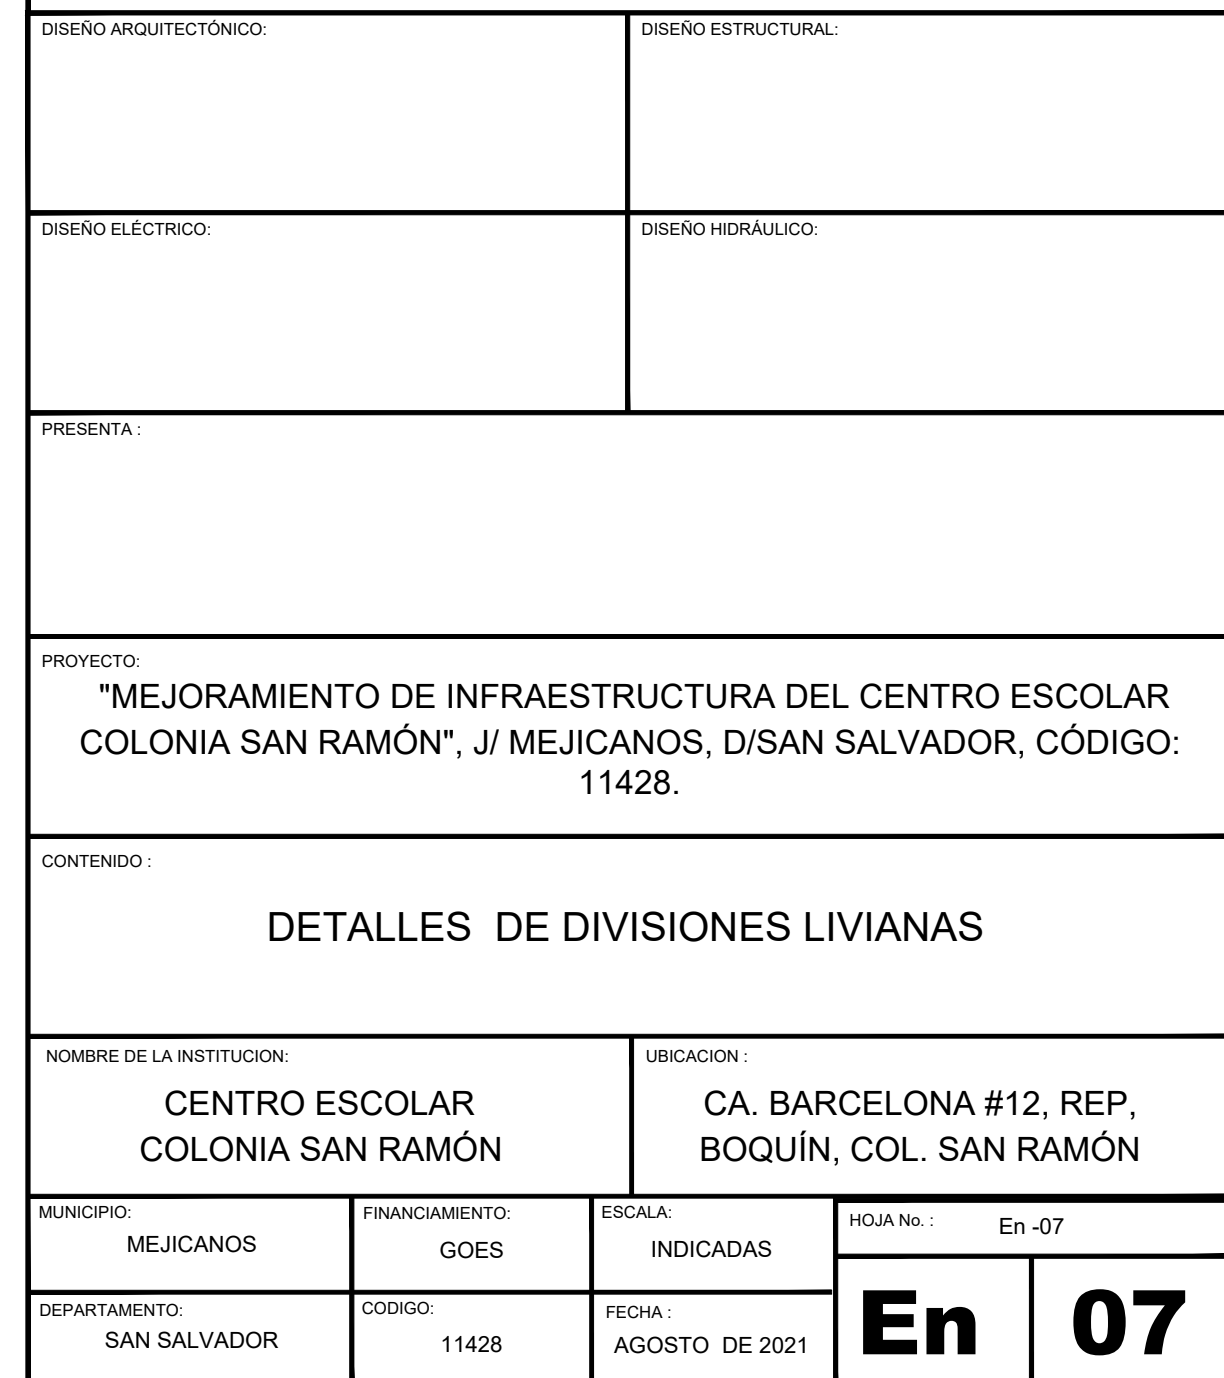 DISEÑO ARQUITECTÓNICO:
DISEÑO ESTRUCTURAL:
DISEÑO ELÉCTRICO:
DISEÑO HIDRÁULICO:
PRESENTA :
PROYECTO:
"MEJORAMIENTO DE INFRAESTRUCTURA DEL CENTRO ESCOLAR
COLONIA SAN RAMÓN", J/ MEJICANOS, D/SAN SALVADOR, CÓDIGO:
11428.
CONTENIDO :
DETALLES  DE DIVISIONES LIVIANAS
NOMBRE DE LA INSTITUCION:
CENTRO ESCOLAR
COLONIA SAN RAMÓN
UBICACION :
CA. BARCELONA #12, REP,
BOQUÍN, COL. SAN RAMÓN
MUNICIPIO:
MEJICANOS
FINANCIAMIENTO:
GOES
ESCALA:
INDICADAS
HOJA No. : En -07
DEPARTAMENTO:
SAN SALVADOR
CODIGO:
11428
FECHA :
AGOSTO  DE 2021
En 07